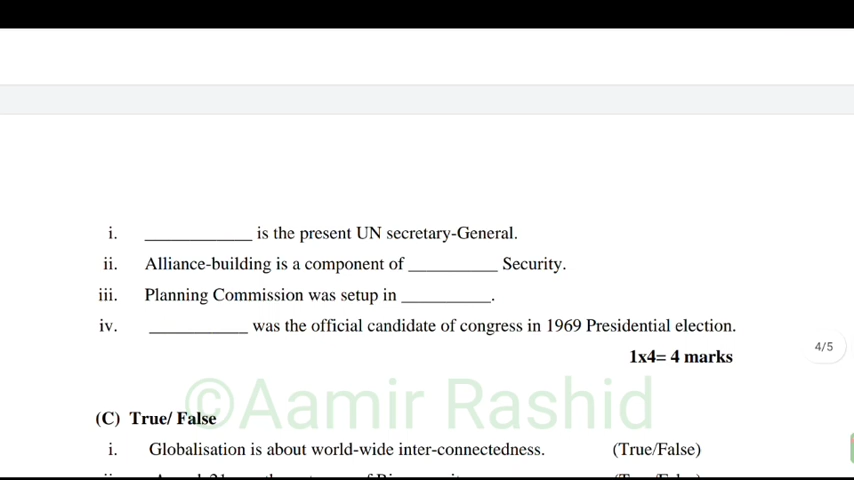 i. ____________ is the present UN secretary-General.
ii. Alliance-building is a component of __________ Security.
iii. Planning Commission was setup in __________.
iv. ___________ was the official candidate of congress in 1969 Presidential election.
1x4= 4 marks
4/5
©Aamir Rashid
(C) True/ False
i. Globalisation is about world-wide inter-connectedness. (True/False)